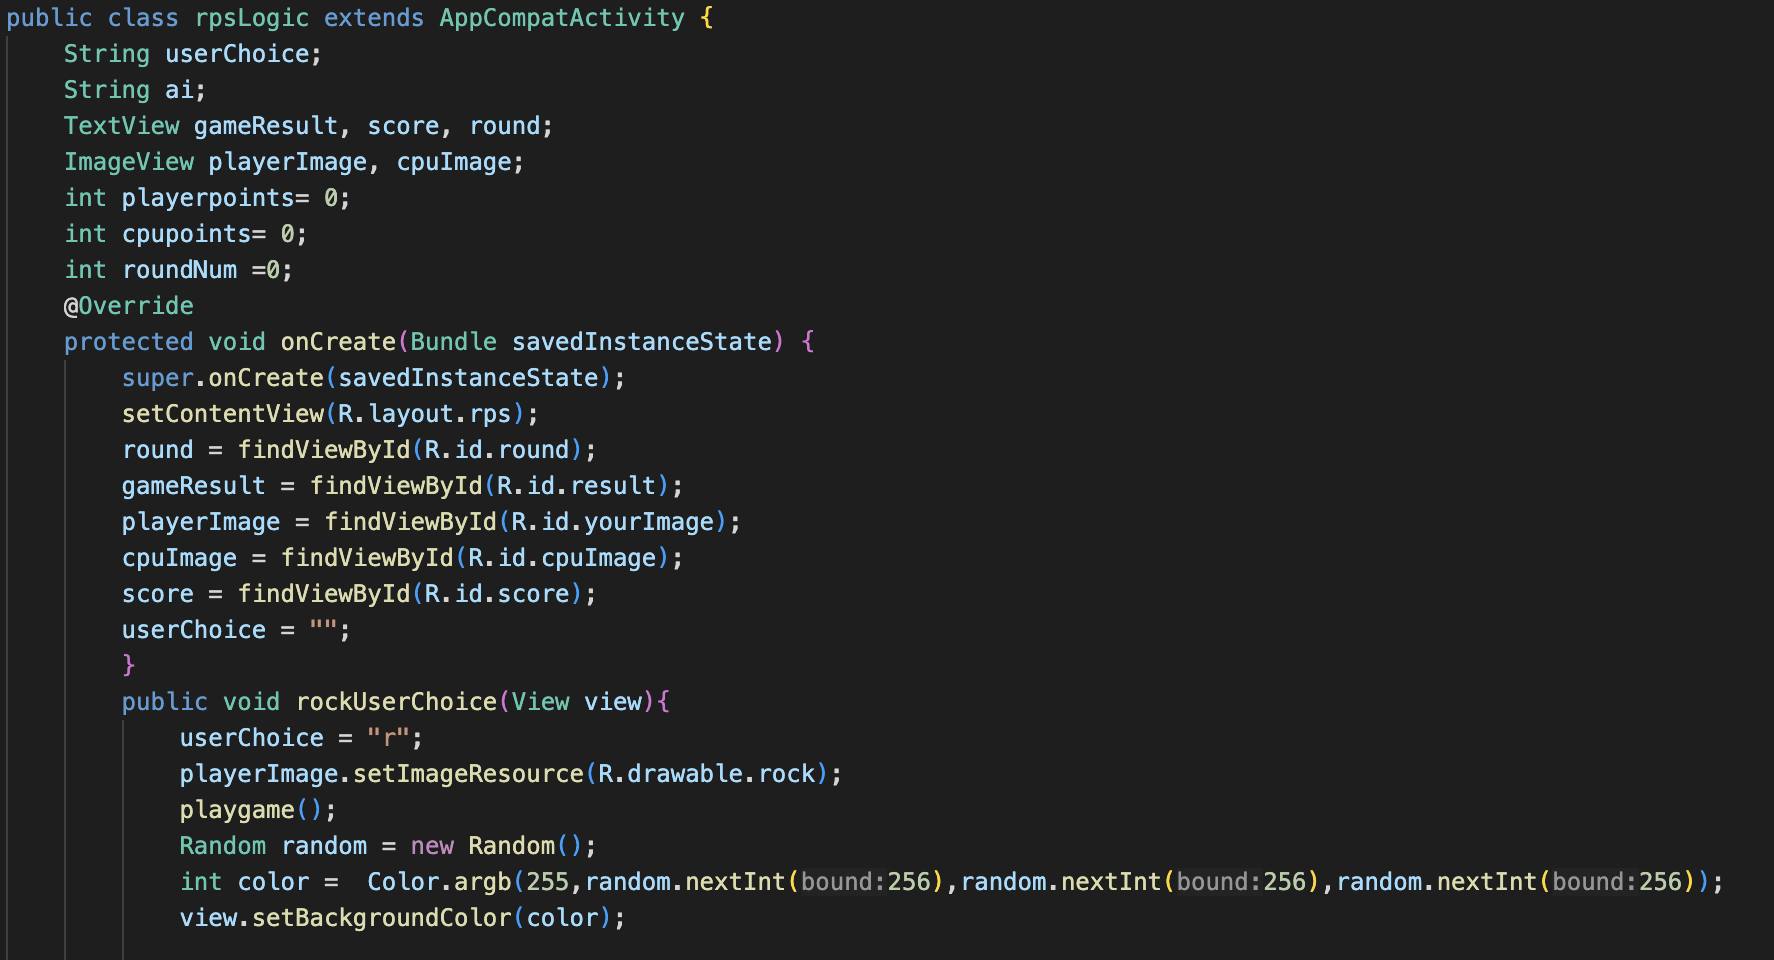 public class rpsLogic extends AppCompatActivity {
    String userChoice;
    String ai;
    TextView gameResult, score, round;
    ImageView playerImage, cpuImage;
    int playerpoints= 0;
    int cpupoints= 0;
    int roundNum =0;
    @Override
    protected void onCreate(Bundle savedInstanceState) {
        super.onCreate(savedInstanceState);
        setContentView(R.layout.rps);
        round = findViewById(R.id.round);
        gameResult = findViewById(R.id.result);
        playerImage = findViewById(R.id.yourImage);
        cpuImage = findViewById(R.id.cpuImage);
        score = findViewById(R.id.score);
        userChoice = "";
        }
        public void rockUserChoice(View view){
            userChoice = "r";
            playerImage.setImageResource(R.drawable.rock);
            playgame();
            Random random = new Random();
            int color =  Color.argb(255,random.nextInt(bound:256),random.nextInt(bound:256),random.nextInt(bound:256));
            view.setBackgroundColor(color);